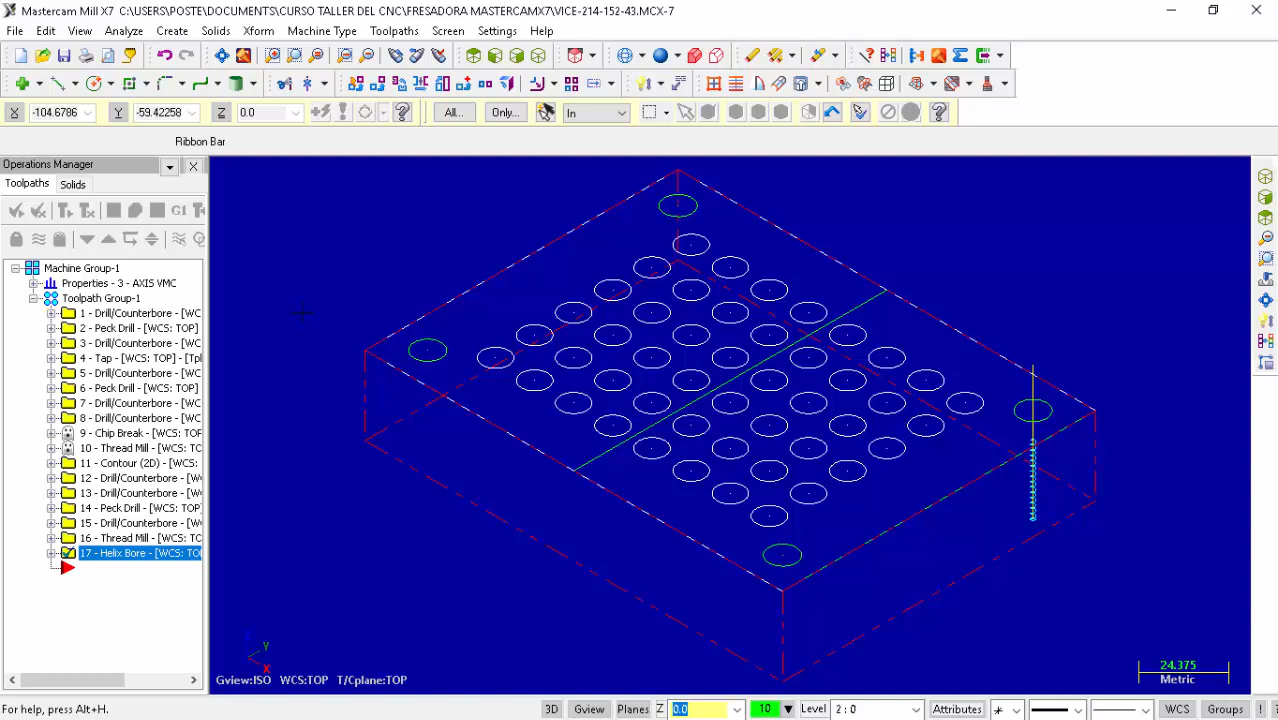 Mastercam Mill X7 C:\USERS\POSTE\DOCUMENTS\CURSO TALLER DEL CNC\FRESADORA MASTERCAMX7\VICE-214-152-43.MCX-7
File Edit View Analyze Create Solids Xform Machine Type Toolpaths Screen Settings Help
X -104.6786 Y -59.42258 Z 0.0 All... Only... In
Ribbon Bar
Operations Manager
Toolpaths Solids
G1
Machine Group-1
Properties - 3 - AXIS VMC
Toolpath Group-1
1 - Drill/Counterbore - [WC
2 - Peck Drill - [WCS: TOP]
3 - Drill/Counterbore - [WC
4 - Tap - [WCS: TOP] - [Tpl
5 - Drill/Counterbore - [WC
6 - Peck Drill - [WCS: TOP]
7 - Drill/Counterbore - [WC
8 - Drill/Counterbore - [WC
9 - Chip Break - [WCS: TOP
10 - Thread Mill - [WCS: TO
11 - Contour (2D) - [WCS:
12 - Drill/Counterbore - [W
13 - Drill/Counterbore - [W
14 - Peck Drill - [WCS: TOP
15 - Drill/Counterbore - [W
16 - Thread Mill - [WCS: TO
17 - Helix Bore - [WCS: TO
Y
X
24.375
Metric
Gview:ISO WCS:TOP T/Cplane:TOP
For help, press Alt+H.
3D Gview Planes Z 0.0 10 Level 2 : 0 Attributes WCS Groups ! ?